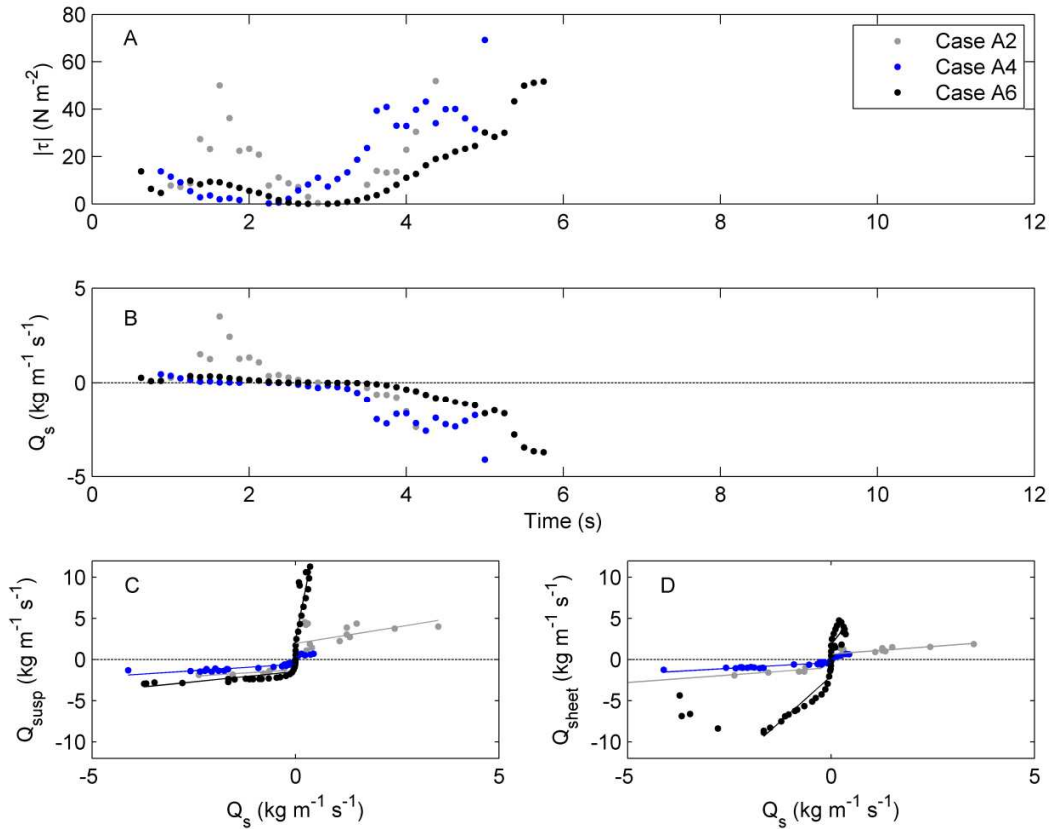 A
|τ| (N m⁻²)
80
60
40
20
0
0 2 4 6 8 10 12
Case A2
Case A4
Case A6
B
Qₛ (kg m⁻¹ s⁻¹)
5
0
-5
0 2 4 6 8 10 12
Time (s)
C
Q_susp (kg m⁻¹ s⁻¹)
10
5
0
-5
-10
-5 0 5
Qₛ (kg m⁻¹ s⁻¹)
D
Q_sheet (kg m⁻¹ s⁻¹)
10
5
0
-5
-10
-5 0 5
Qₛ (kg m⁻¹ s⁻¹)